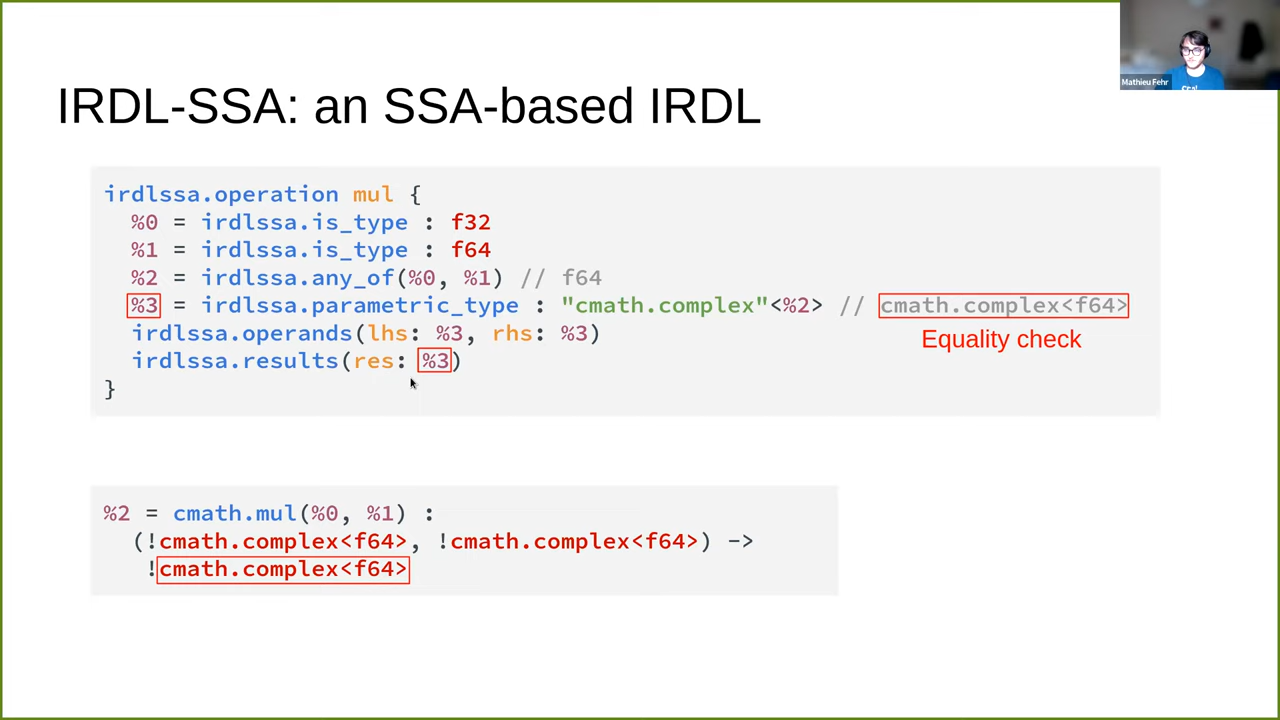 Mathieu Fehr
IRDL-SSA: an SSA-based IRDL
irdlssa.operation mul {
%0 = irdlssa.is_type : f32
%1 = irdlssa.is_type : f64
%2 = irdlssa.any_of(%0, %1) // f64
%3 = irdlssa.parametric_type : "cmath.complex"<%2> // cmath.complex<f64>
irdlssa.operands(lhs: %3, rhs: %3)
Equality check
irdlssa.results(res: %3)
}
%2 = cmath.mul(%0, %1) :
(!cmath.complex<f64>, !cmath.complex<f64>) ->
!cmath.complex<f64>